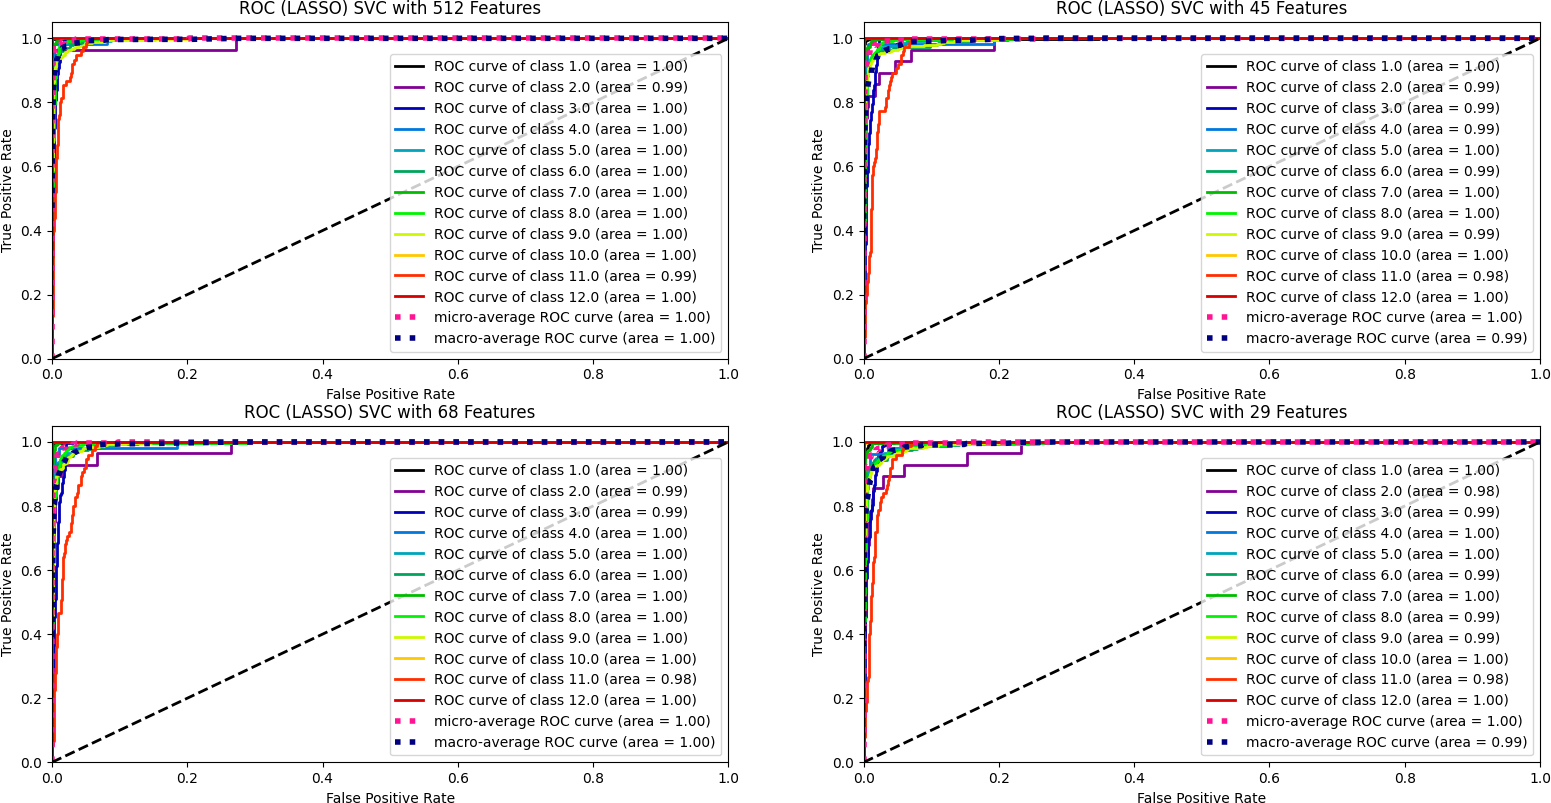 ROC (LASSO) SVC with 512 Features
True Positive Rate
1.0
0.8
0.6
0.4
0.2
0.0
ROC curve of class 1.0 (area = 1.00)
ROC curve of class 2.0 (area = 0.99)
ROC curve of class 3.0 (area = 1.00)
ROC curve of class 4.0 (area = 1.00)
ROC curve of class 5.0 (area = 1.00)
ROC curve of class 6.0 (area = 1.00)
ROC curve of class 7.0 (area = 1.00)
ROC curve of class 8.0 (area = 1.00)
ROC curve of class 9.0 (area = 1.00)
ROC curve of class 10.0 (area = 1.00)
ROC curve of class 11.0 (area = 0.99)
ROC curve of class 12.0 (area = 1.00)
micro-average ROC curve (area = 1.00)
macro-average ROC curve (area = 1.00)
0.0 0.2 0.4 0.6 0.8 1.0
False Positive Rate
ROC (LASSO) SVC with 45 Features
True Positive Rate
1.0
0.8
0.6
0.4
0.2
0.0
ROC curve of class 1.0 (area = 1.00)
ROC curve of class 2.0 (area = 0.99)
ROC curve of class 3.0 (area = 0.99)
ROC curve of class 4.0 (area = 0.99)
ROC curve of class 5.0 (area = 1.00)
ROC curve of class 6.0 (area = 0.99)
ROC curve of class 7.0 (area = 1.00)
ROC curve of class 8.0 (area = 1.00)
ROC curve of class 9.0 (area = 0.99)
ROC curve of class 10.0 (area = 1.00)
ROC curve of class 11.0 (area = 0.98)
ROC curve of class 12.0 (area = 1.00)
micro-average ROC curve (area = 1.00)
macro-average ROC curve (area = 0.99)
0.0 0.2 0.4 0.6 0.8 1.0
False Positive Rate
ROC (LASSO) SVC with 68 Features
True Positive Rate
1.0
0.8
0.6
0.4
0.2
0.0
ROC curve of class 1.0 (area = 1.00)
ROC curve of class 2.0 (area = 0.99)
ROC curve of class 3.0 (area = 0.99)
ROC curve of class 4.0 (area = 1.00)
ROC curve of class 5.0 (area = 1.00)
ROC curve of class 6.0 (area = 1.00)
ROC curve of class 7.0 (area = 1.00)
ROC curve of class 8.0 (area = 1.00)
ROC curve of class 9.0 (area = 1.00)
ROC curve of class 10.0 (area = 1.00)
ROC curve of class 11.0 (area = 0.98)
ROC curve of class 12.0 (area = 1.00)
micro-average ROC curve (area = 1.00)
macro-average ROC curve (area = 1.00)
0.0 0.2 0.4 0.6 0.8 1.0
False Positive Rate
ROC (LASSO) SVC with 29 Features
True Positive Rate
1.0
0.8
0.6
0.4
0.2
0.0
ROC curve of class 1.0 (area = 1.00)
ROC curve of class 2.0 (area = 0.98)
ROC curve of class 3.0 (area = 0.99)
ROC curve of class 4.0 (area = 1.00)
ROC curve of class 5.0 (area = 1.00)
ROC curve of class 6.0 (area = 0.99)
ROC curve of class 7.0 (area = 1.00)
ROC curve of class 8.0 (area = 0.99)
ROC curve of class 9.0 (area = 0.99)
ROC curve of class 10.0 (area = 1.00)
ROC curve of class 11.0 (area = 0.98)
ROC curve of class 12.0 (area = 1.00)
micro-average ROC curve (area = 1.00)
macro-average ROC curve (area = 0.99)
0.0 0.2 0.4 0.6 0.8 1.0
False Positive Rate